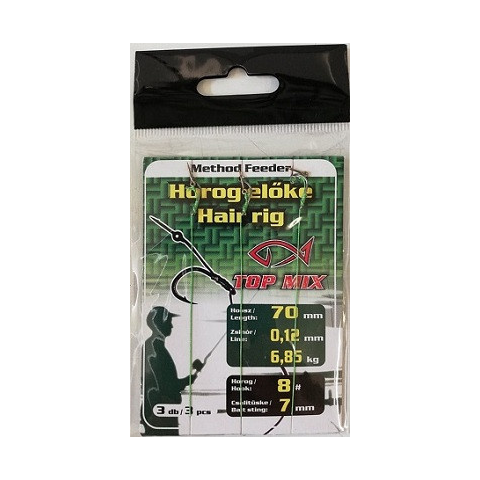 Method Feeder
Horogelőke
Hair rig
TOP MIX
Hossz /
Length: 70 mm
Zsinór /
Line: 0,12 mm
6,85 kg
Horog /
Hook: 8 #
Csalitüske /
Bait sting: 7 mm
3 db / 3 pcs